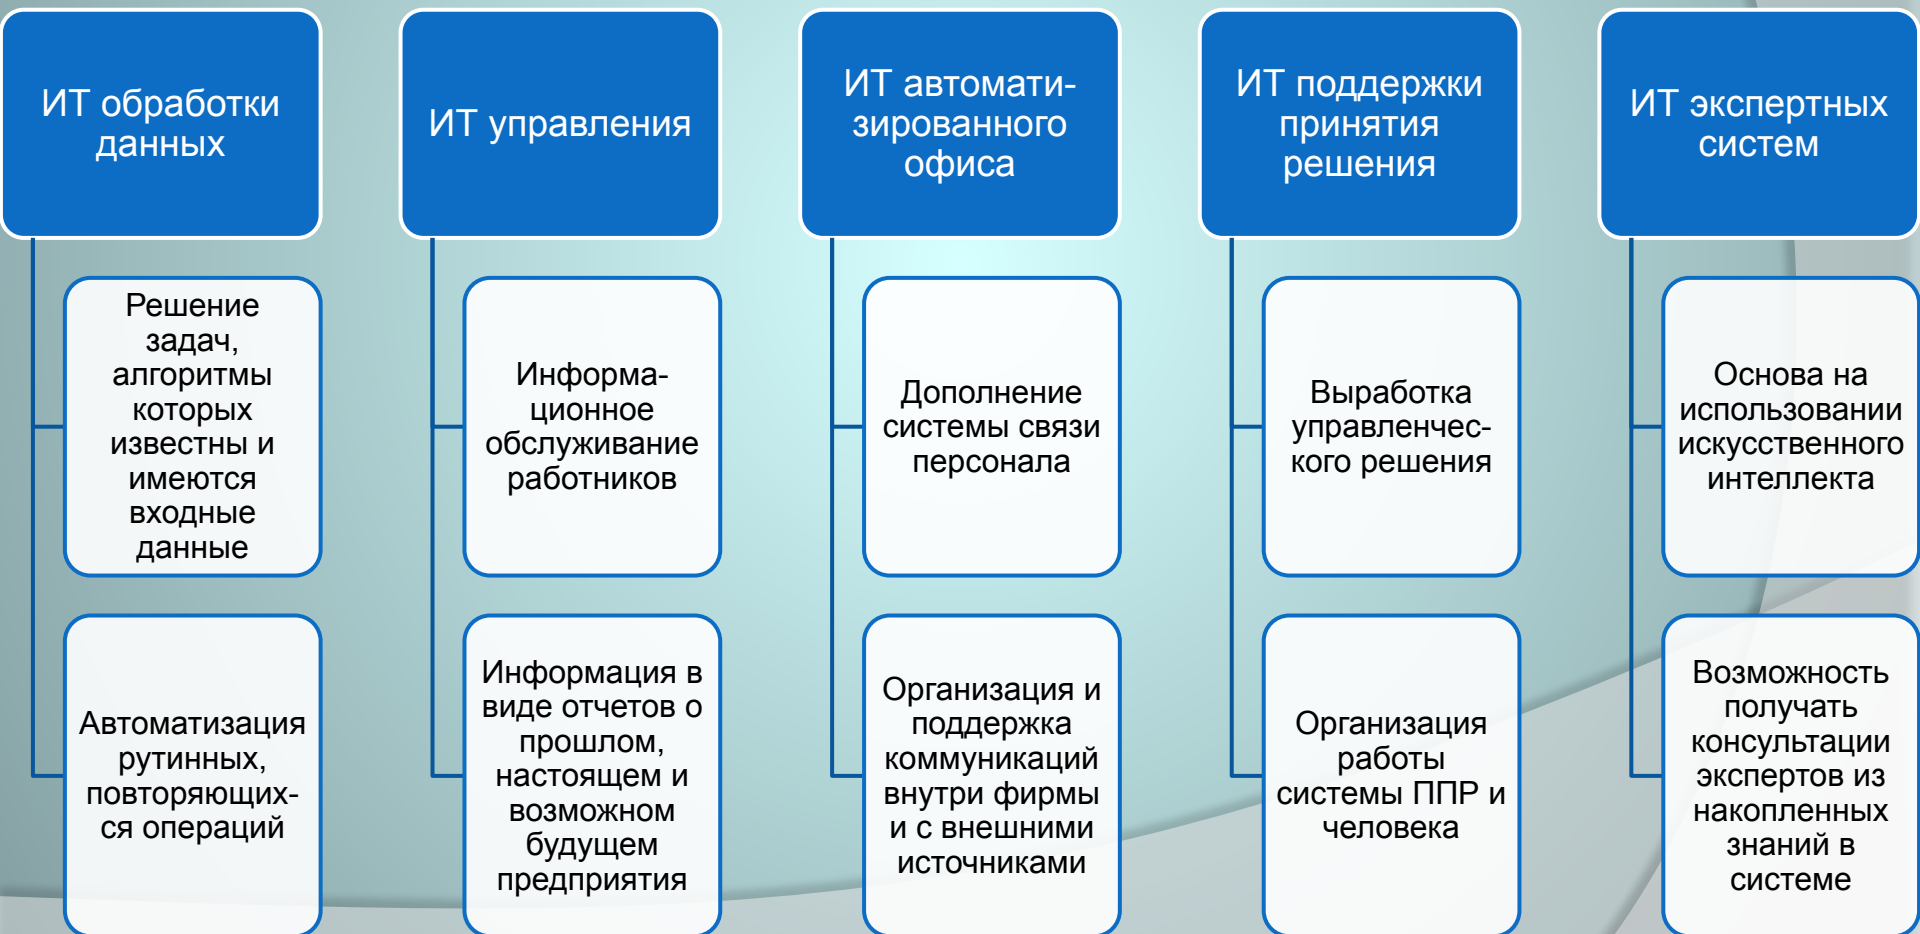 ИТ обработки
данных
Решение
задач,
алгоритмы
которых
известны и
имеются
входные
данные
Автоматизация
рутинных,
повторяющих-
ся операций
ИТ управления
Информа-
ционное
обслуживание
работников
Информация в
виде отчетов о
прошлом,
настоящем и
возможном
будущем
предприятия
ИТ автомати-
зированного
офиса
Дополнение
системы связи
персонала
Организация и
поддержка
коммуникаций
внутри фирмы
и с внешними
источниками
ИТ поддержки
принятия
решения
Выработка
управленчес-
кого решения
Организация
работы
системы ППР и
человека
ИТ экспертных
систем
Основа на
использовании
искусственного
интеллекта
Возможность
получать
консультации
экспертов из
накопленных
знаний в
системе